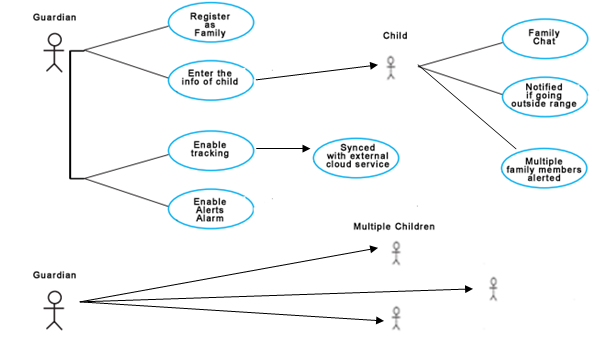 Guardian
Register
as
Family
Enter the
info of child
Child
Family
Chat
Notified
if going
outside range
Multiple
family members
alerted
Enable
tracking
Synced
with external
cloud service
Enable
Alerts
Alarm
Multiple Children
Guardian